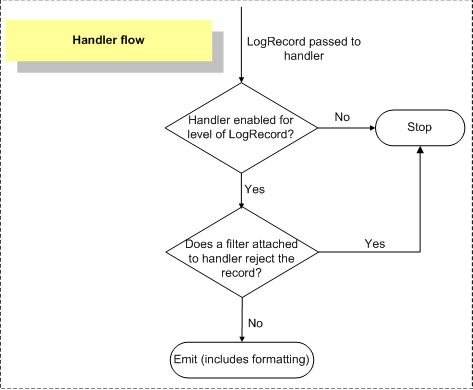 Handler flow
LogRecord passed to
handler
Handler enabled for
level of LogRecord?
No
Stop
Yes
Does a filter attached
to handler reject the
record?
Yes
No
Emit (includes formatting)